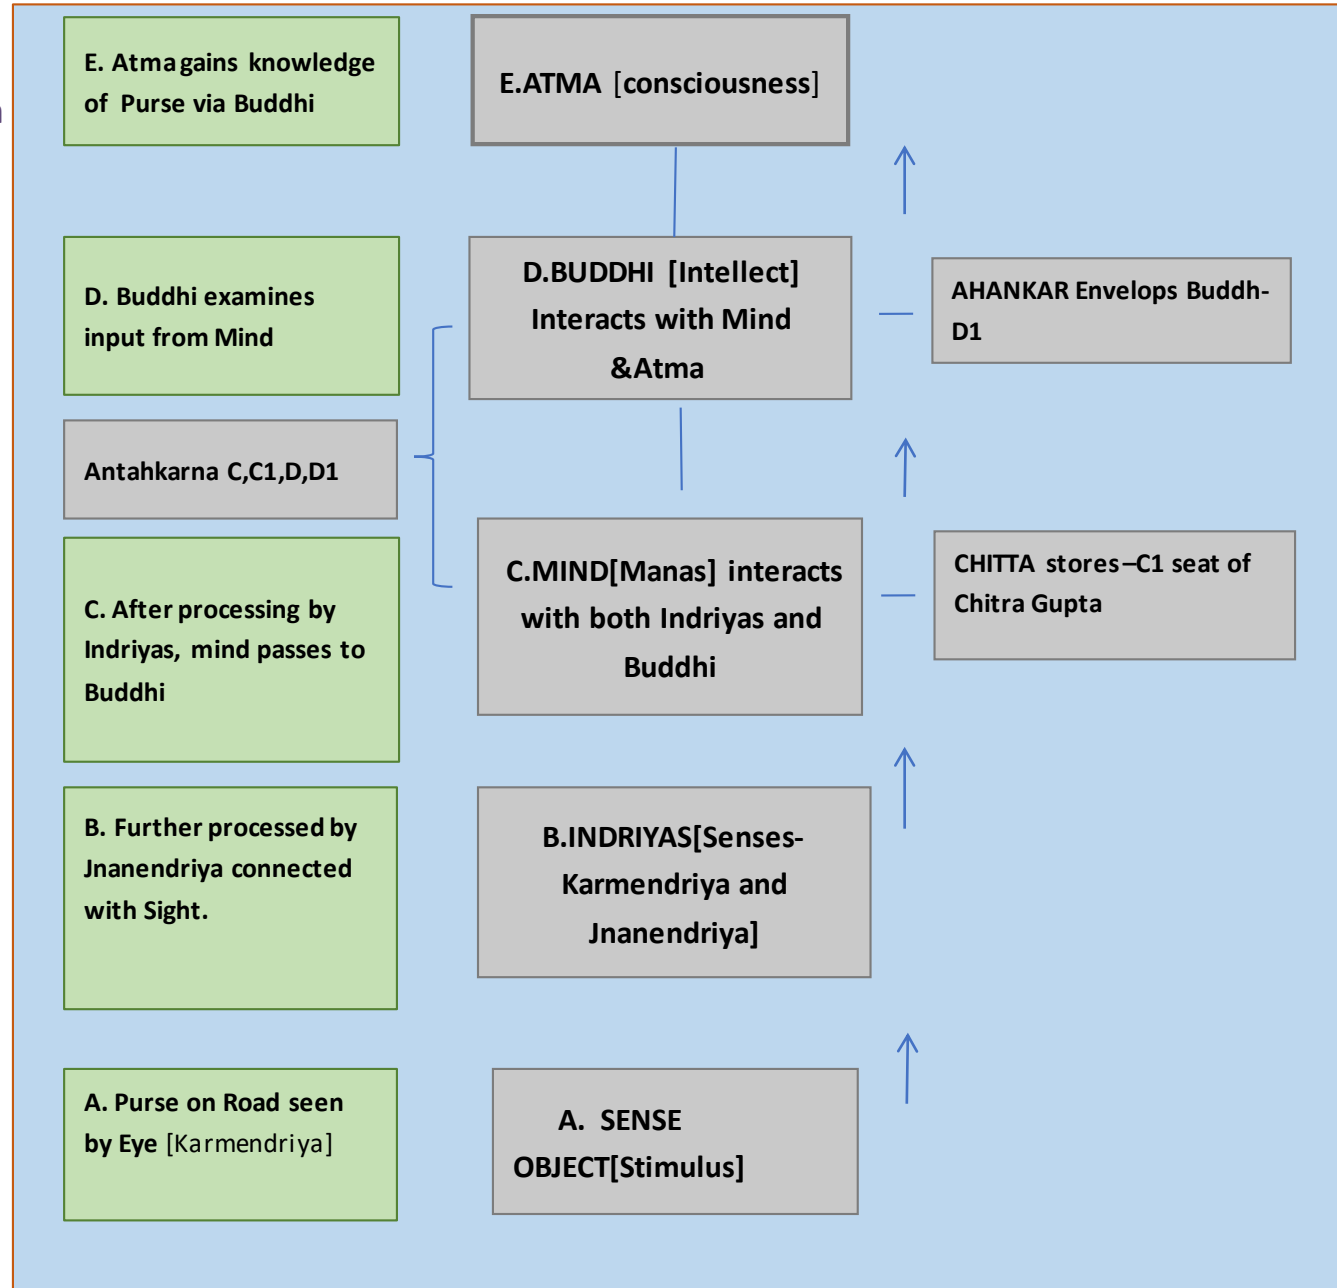 E. Atma gains knowledge
of Purse via Buddhi
E.ATMA [consciousness]
D. Buddhi examines
input from Mind
D.BUDDHI [Intellect]
Interacts with Mind
&Atma
AHANKAR Envelops Buddh-
D1
Antahkarna C,C1,D,D1
C. After processing by
Indriyas, mind passes to
Buddhi
C.MIND[Manas] interacts
with both Indriyas and
Buddhi
CHITTA stores–C1 seat of
Chitra Gupta
B. Further processed by
Jnanendriya connected
with Sight.
B.INDRIYAS[Senses-
Karmendriya and
Jnanendriya]
A. Purse on Road seen
by Eye [Karmendriya]
A. SENSE
OBJECT[Stimulus]